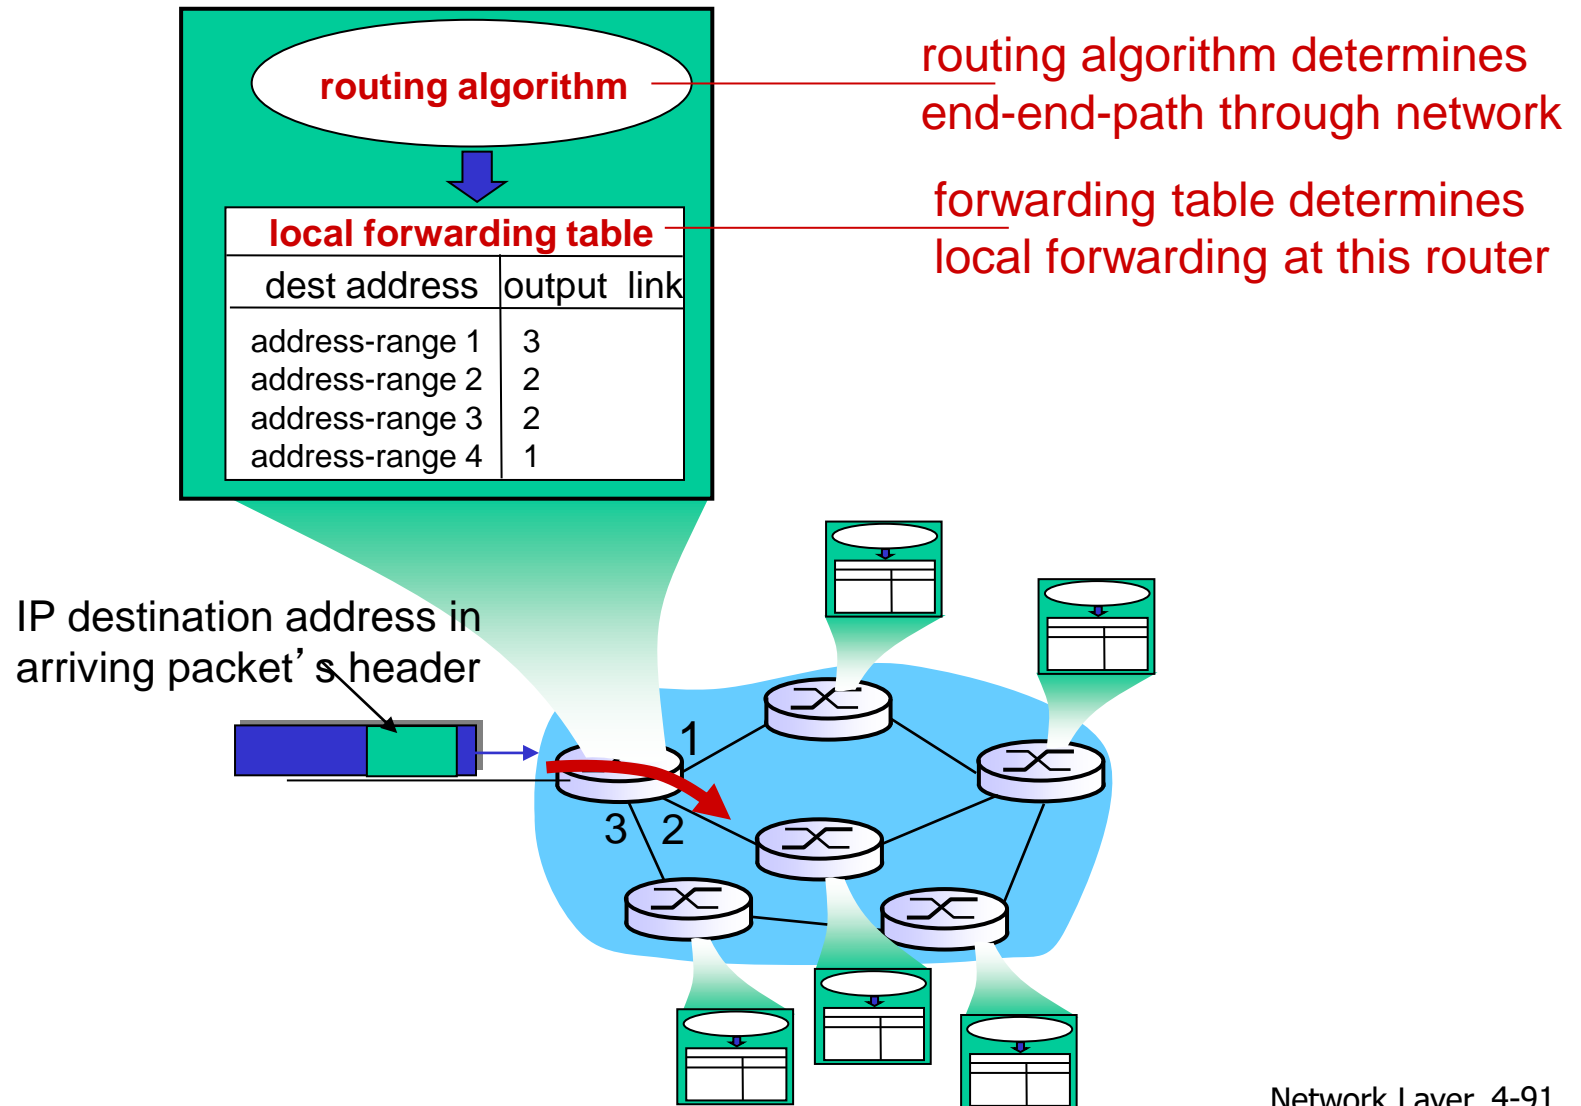 routing algorithm
routing algorithm determines
end-end-path through network
local forwarding table
forwarding table determines
local forwarding at this router
dest address output link
address-range 1 3
address-range 2 2
address-range 3 2
address-range 4 1
IP destination address in
arriving packet's header
1
3 2
Network Layer 4-91